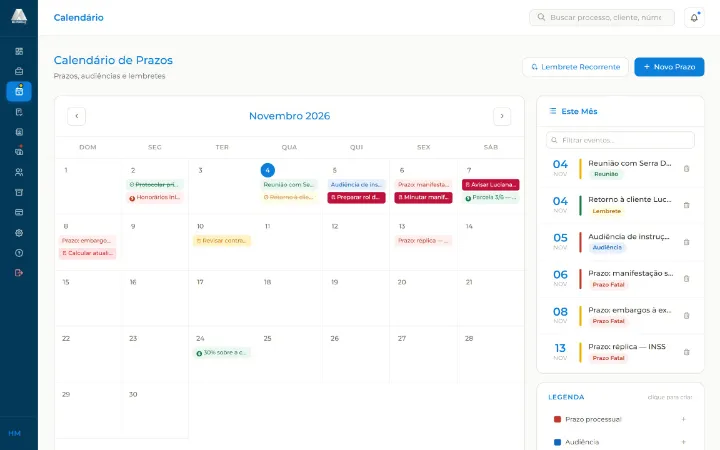 Calendário
Buscar processo, cliente, núme
Calendário de Prazos
Prazos, audiências e lembretes
Lembrete Recorrente
+ Novo Prazo
Novembro 2026
DOM SEG TER QUA QUI SEX SÁB
1 2 3 4 5 6 7
Protocolar pri...
Honorários ini...
Reunião com Se...
Retorno à clie...
Audiência de ins...
Preparar rol d...
Prazo: manifesta...
Minutar manif...
Avisar Luciana...
Parcela 3/6 — ...
8 9 10 11 12 13 14
Prazo: embargo...
Calcular atuali...
Revisar contra...
Prazo: réplica — ...
15 16 17 18 19 20 21
22 23 24 25 26 27 28
30% sobre a c...
29 30
Este Mês
Filtrar eventos...
04 NOV
Reunião com Serra D...
Reunião
04 NOV
Retorno à cliente Luc...
Lembrete
05 NOV
Audiência de instruç...
Audiência
06 NOV
Prazo: manifestação s...
Prazo Fatal
08 NOV
Prazo: embargos à ex...
Prazo Fatal
13 NOV
Prazo: réplica — INSS
Prazo Fatal
LEGENDA
clique para criar
Prazo processual +
Audiência +
HM